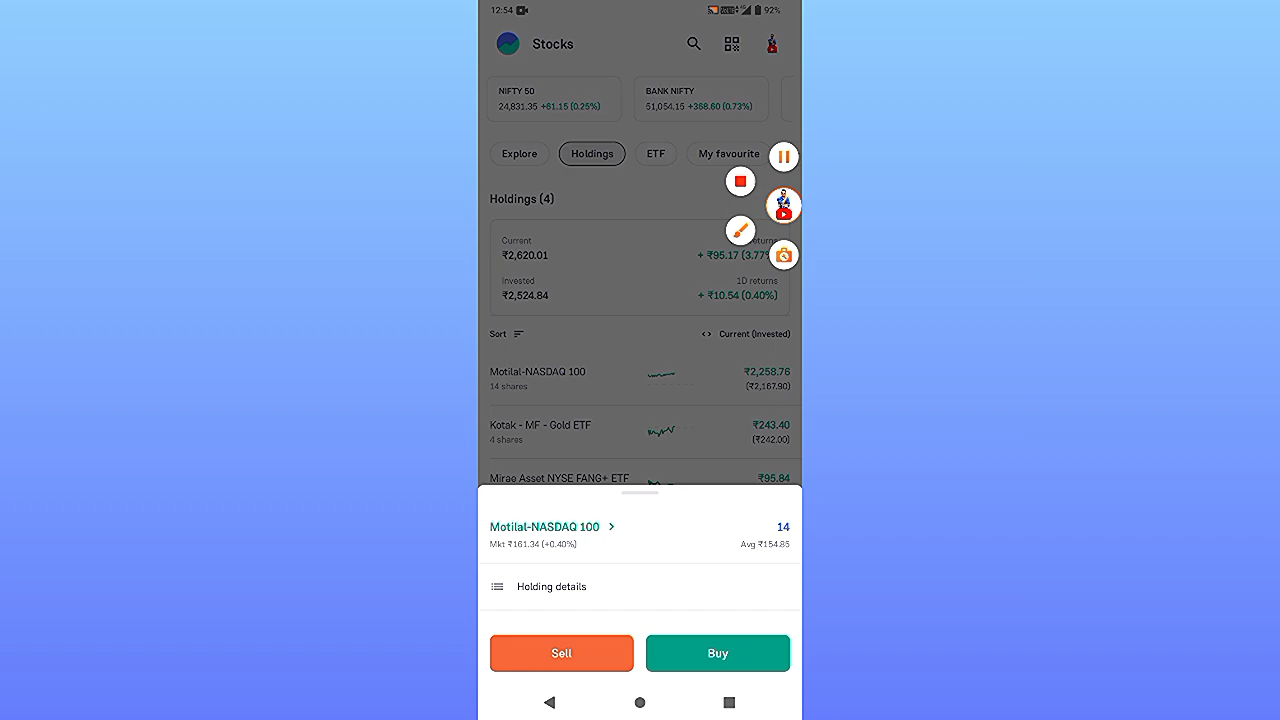 12:54
92%
Stocks
NIFTY 50
24,831.35 +61.15 (0.25%)
BANK NIFTY
51,054.15 +368.60 (0.73%)
Explore
Holdings
ETF
My favourite
Holdings (4)
Current
returns
₹2,620.01
+ ₹95.17 (3.77%
Invested
1D returns
₹2,524.84
+ ₹10.54 (0.40%)
Sort
Current (Invested)
Motilal-NASDAQ 100
₹2,258.76
14 shares
(₹2,167.90)
Kotak - MF - Gold ETF
₹243.40
4 shares
(₹242.00)
Mirae Asset NYSE FANG+ ETF
₹95.84
Motilal-NASDAQ 100
14
Mkt ₹161.34 (+0.40%)
Avg ₹154.85
Holding details
Sell
Buy